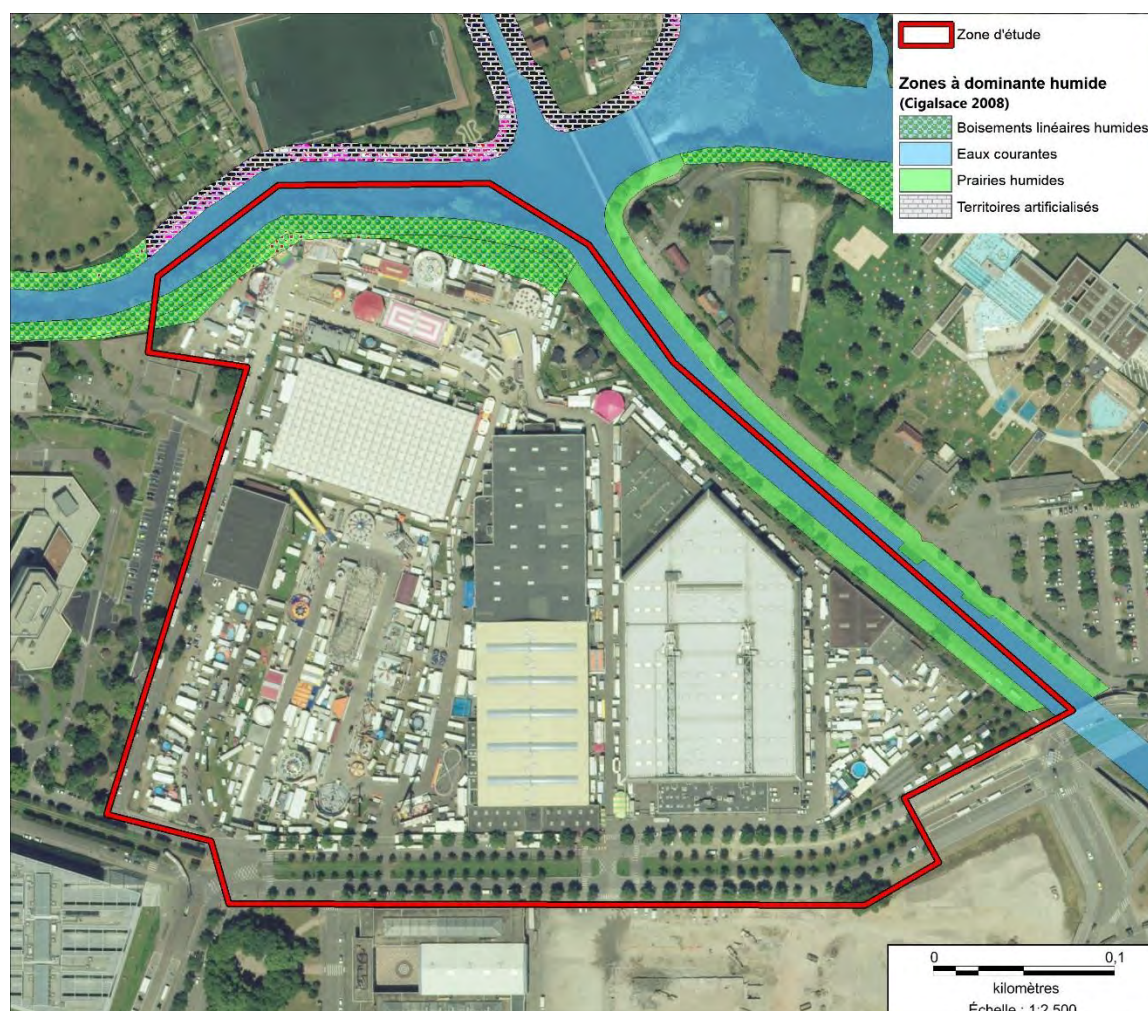 Zone d'étude
Zones à dominante humide
(Cigalsace 2008)
Boisements linéaires humides
Eaux courantes
Prairies humides
Territoires artificialisés
0 0,1
kilomètres
Échelle : 1:2 500